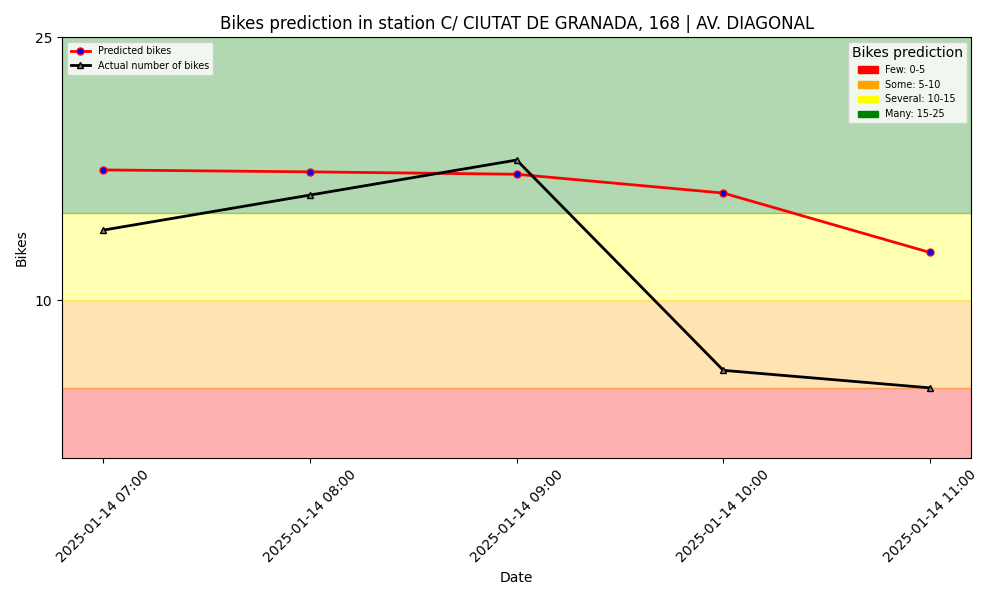 Bikes prediction in station C/ CIUTAT DE GRANADA, 168 | AV. DIAGONAL
25
Predicted bikes
Actual number of bikes
Bikes prediction
Few: 0-5
Some: 5-10
Several: 10-15
Many: 15-25
Bikes
10
2025-01-14 07:00
2025-01-14 08:00
2025-01-14 09:00
2025-01-14 10:00
2025-01-14 11:00
Date